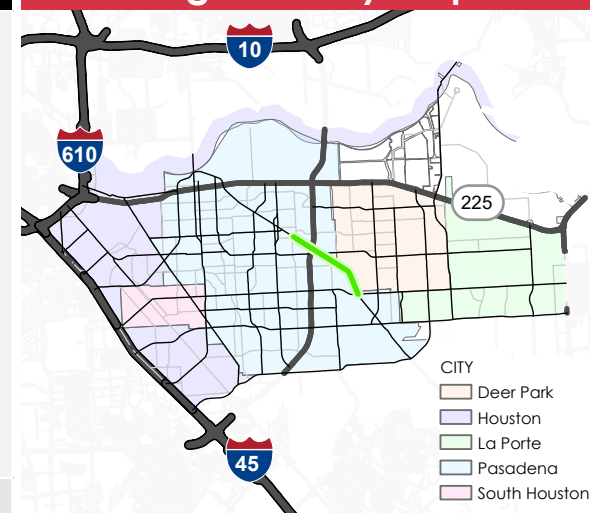 10
610
225
CITY
Deer Park
Houston
La Porte
Pasadena
South Houston
45